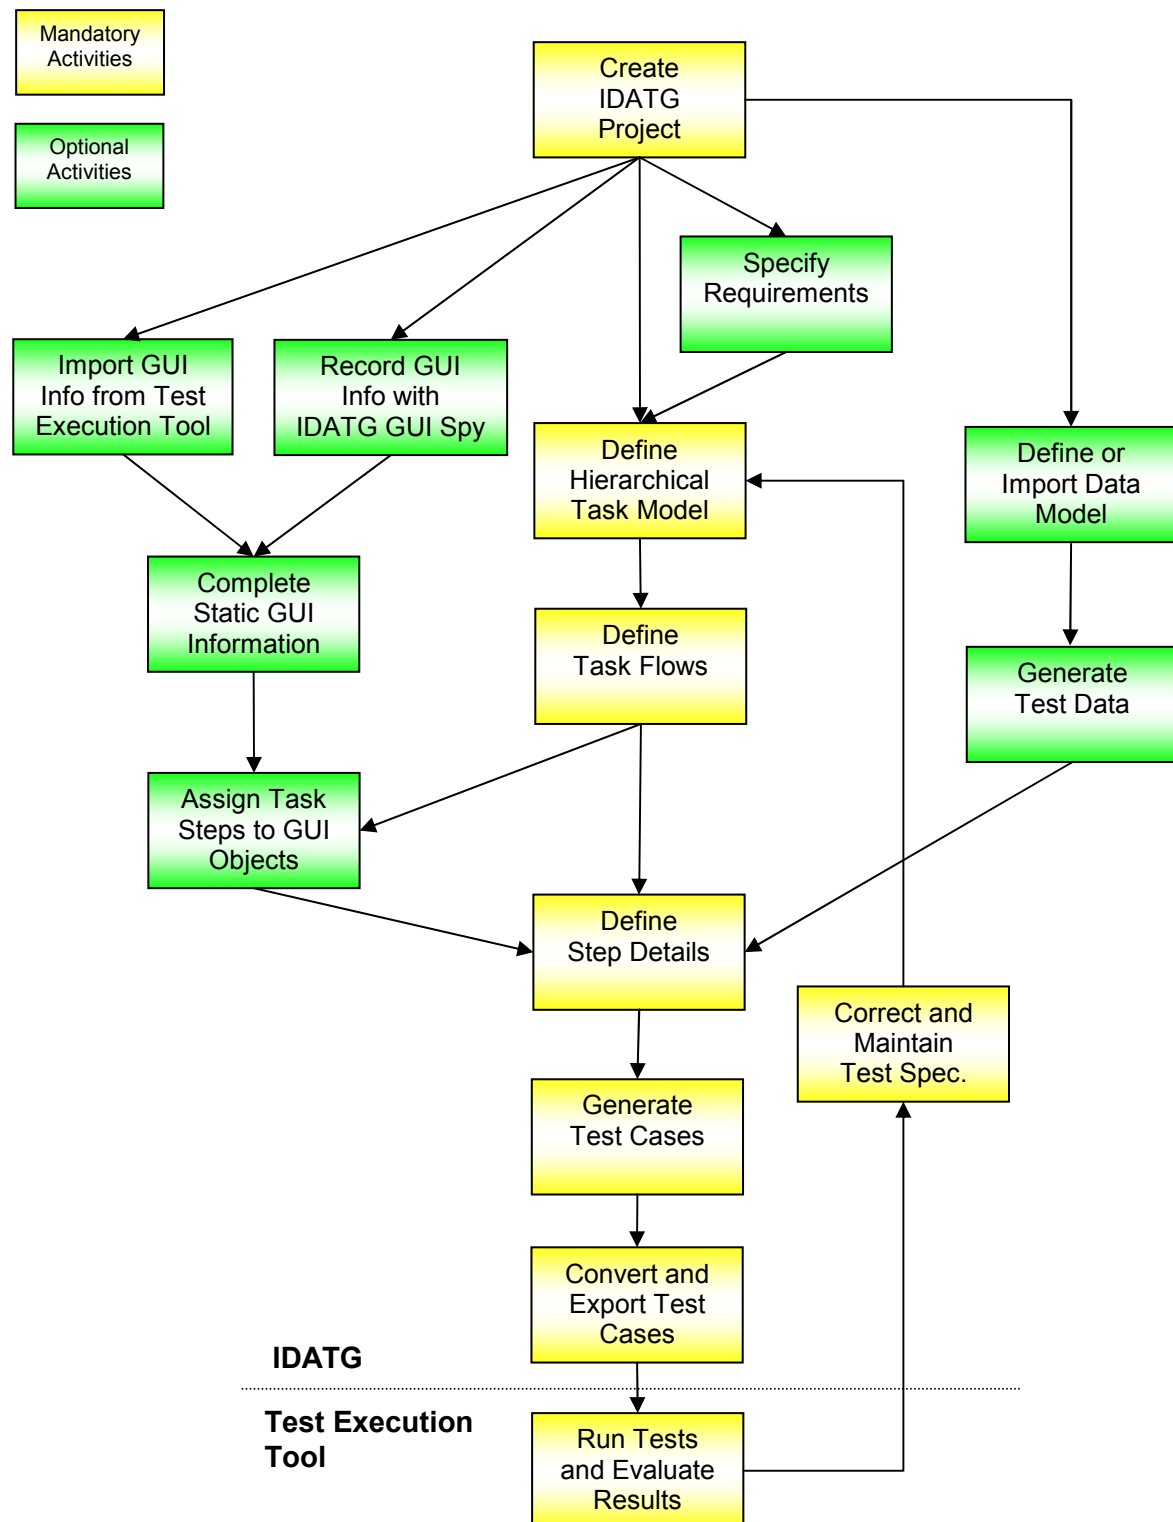 Mandatory
Activities
Optional
Activities
Create
IDATG
Project
Specify
Requirements
Import GUI
Info from Test
Execution Tool
Record GUI
Info with
IDATG GUI Spy
Define
Hierarchical
Task Model
Define or
Import Data
Model
Complete
Static GUI
Information
Define
Task Flows
Generate
Test Data
Assign Task
Steps to GUI
Objects
Define
Step Details
Correct and
Maintain
Test Spec.
Generate
Test Cases
Convert and
Export Test
Cases
IDATG
Test Execution
Tool
Run Tests
and Evaluate
Results